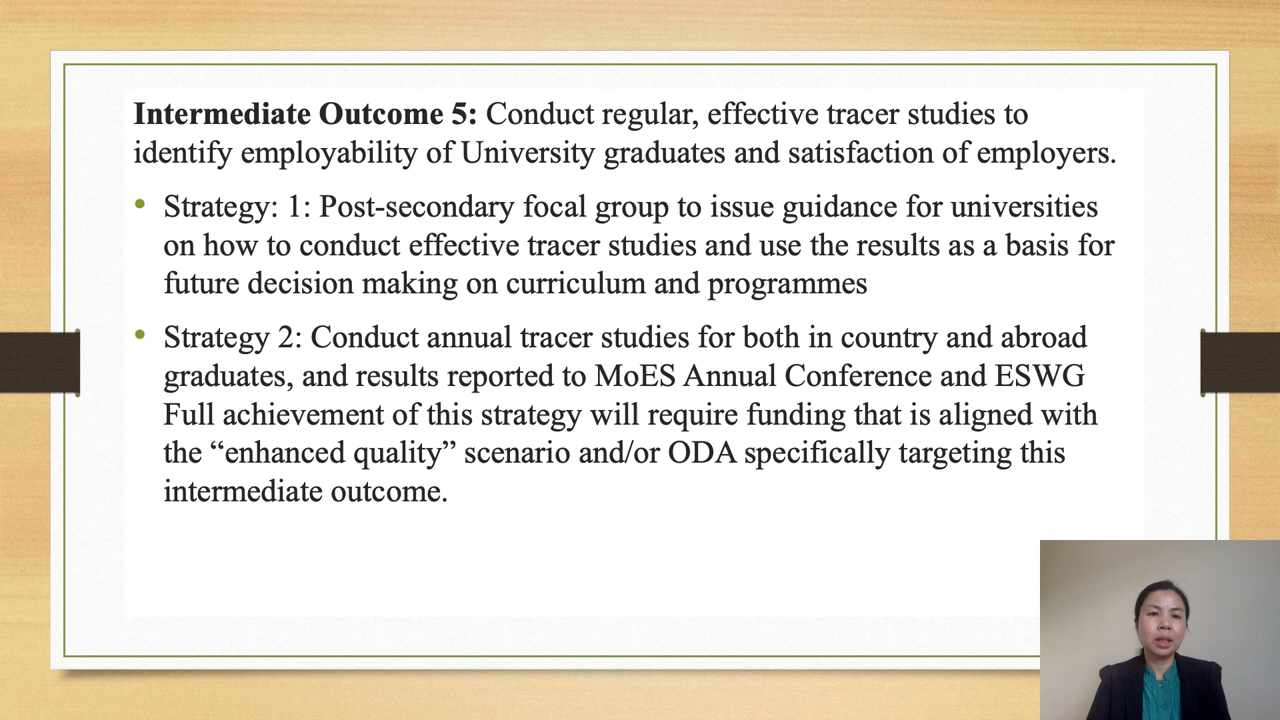 Intermediate Outcome 5: Conduct regular, effective tracer studies to
identify employability of University graduates and satisfaction of employers.
• Strategy: 1: Post-secondary focal group to issue guidance for universities
on how to conduct effective tracer studies and use the results as a basis for
future decision making on curriculum and programmes
• Strategy 2: Conduct annual tracer studies for both in country and abroad
graduates, and results reported to MoES Annual Conference and ESWG
Full achievement of this strategy will require funding that is aligned with
the “enhanced quality” scenario and/or ODA specifically targeting this
intermediate outcome.